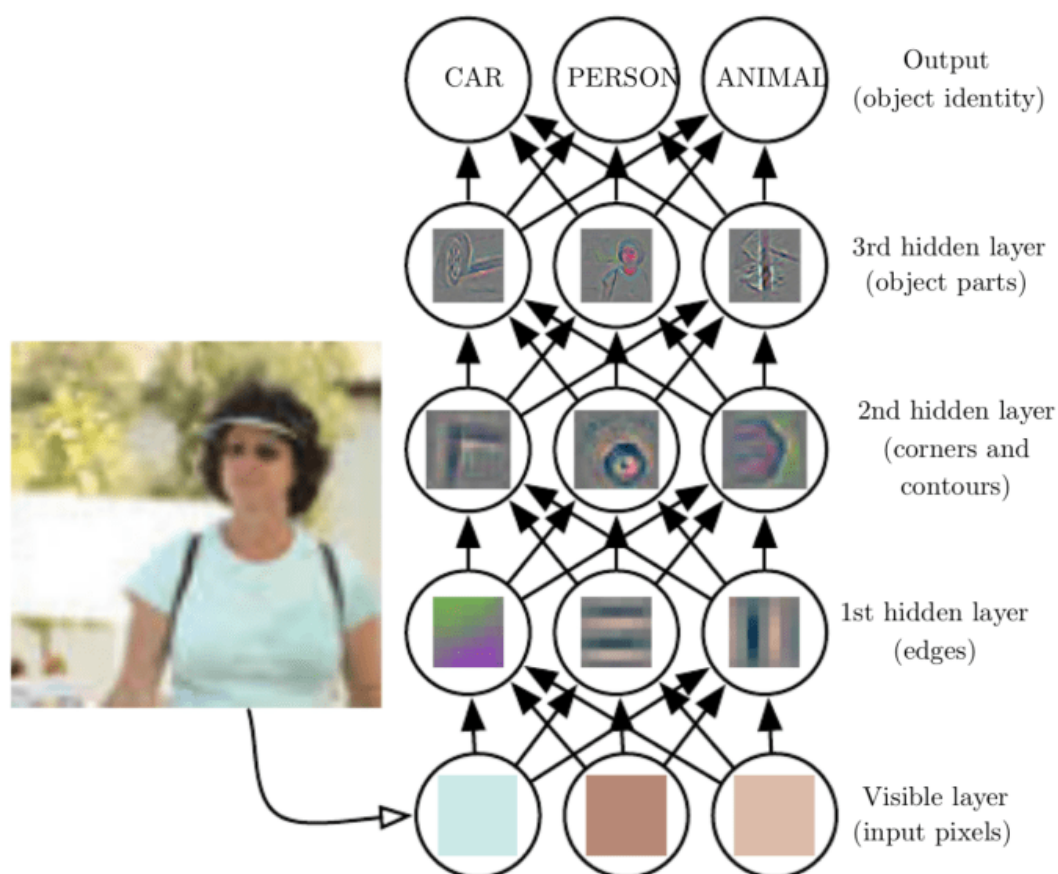 CAR
PERSON
ANIMAL
Output
(object identity)
3rd hidden layer
(object parts)
2nd hidden layer
(corners and
contours)
1st hidden layer
(edges)
Visible layer
(input pixels)